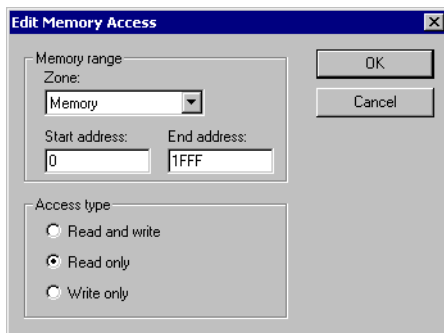 Edit Memory Access
Memory range
Zone:
Memory
Start address: End address:
0 1FFF
Access type
Read and write
Read only
Write only
OK
Cancel